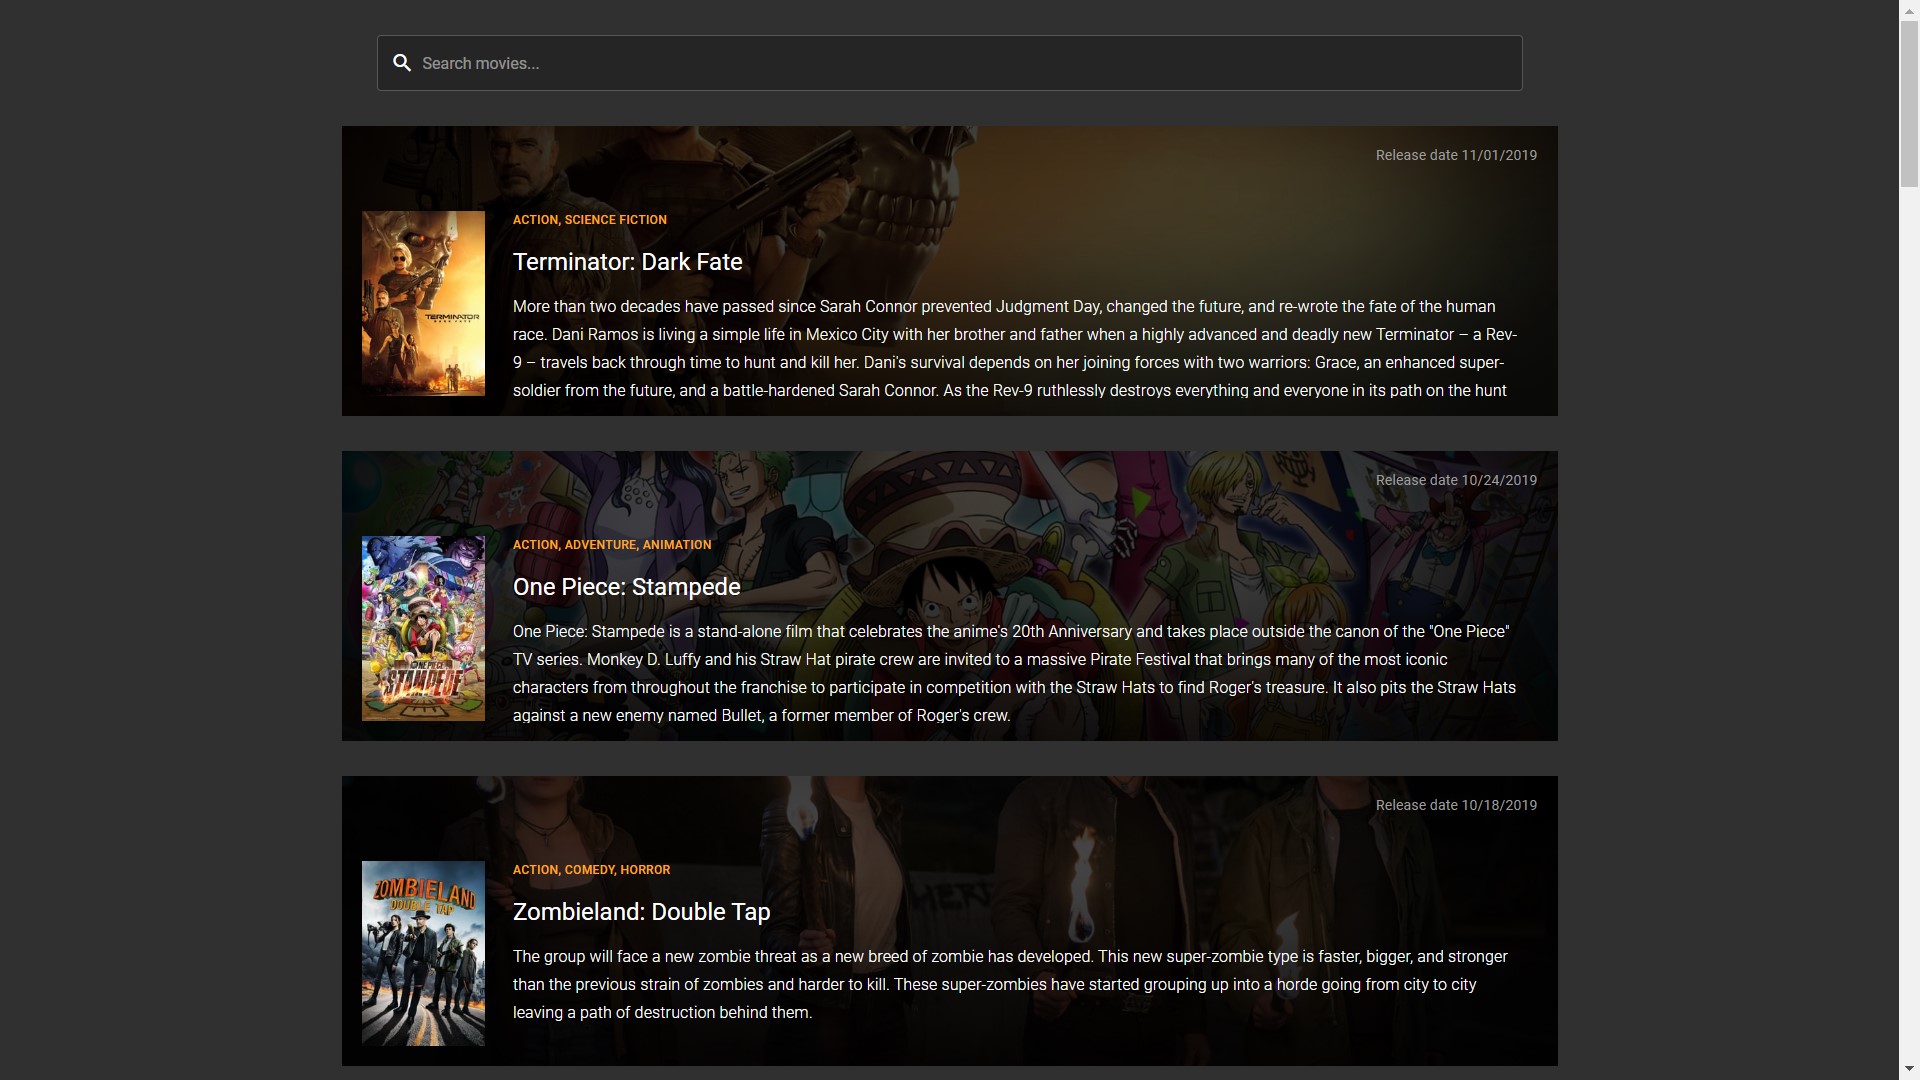 Search movies...
Release date 11/01/2019
ACTION, SCIENCE FICTION
Terminator: Dark Fate
More than two decades have passed since Sarah Connor prevented Judgment Day, changed the future, and re-wrote the fate of the human
race. Dani Ramos is living a simple life in Mexico City with her brother and father when a highly advanced and deadly new Terminator – a Rev-
9 – travels back through time to hunt and kill her. Dani's survival depends on her joining forces with two warriors: Grace, an enhanced super-
soldier from the future, and a battle-hardened Sarah Connor. As the Rev-9 ruthlessly destroys everything and everyone in its path on the hunt
TERMINATOR
DARK FATE
Release date 10/24/2019
ACTION, ADVENTURE, ANIMATION
One Piece: Stampede
One Piece: Stampede is a stand-alone film that celebrates the anime's 20th Anniversary and takes place outside the canon of the "One Piece"
TV series. Monkey D. Luffy and his Straw Hat pirate crew are invited to a massive Pirate Festival that brings many of the most iconic
characters from throughout the franchise to participate in competition with the Straw Hats to find Roger's treasure. It also pits the Straw Hats
against a new enemy named Bullet, a former member of Roger's crew.
ONE PIECE
STAMPEDE
Release date 10/18/2019
ACTION, COMEDY, HORROR
Zombieland: Double Tap
The group will face a new zombie threat as a new breed of zombie has developed. This new super-zombie type is faster, bigger, and stronger
than the previous strain of zombies and harder to kill. These super-zombies have started grouping up into a horde going from city to city
leaving a path of destruction behind them.
ZOMBIELAND
DOUBLE TAP